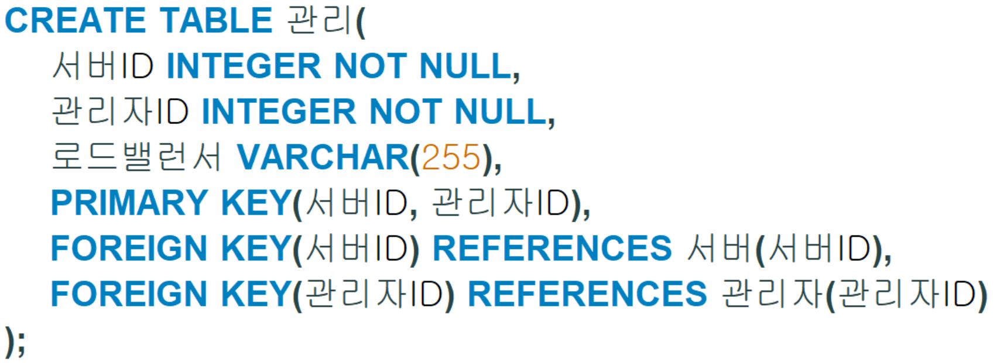 CREATE TABLE 관리(
서버ID INTEGER NOT NULL,
관리자ID INTEGER NOT NULL,
로드밸런서 VARCHAR(255),
PRIMARY KEY(서버ID, 관리자ID),
FOREIGN KEY(서버ID) REFERENCES 서버(서버ID),
FOREIGN KEY(관리자ID) REFERENCES 관리자(관리자ID)
);